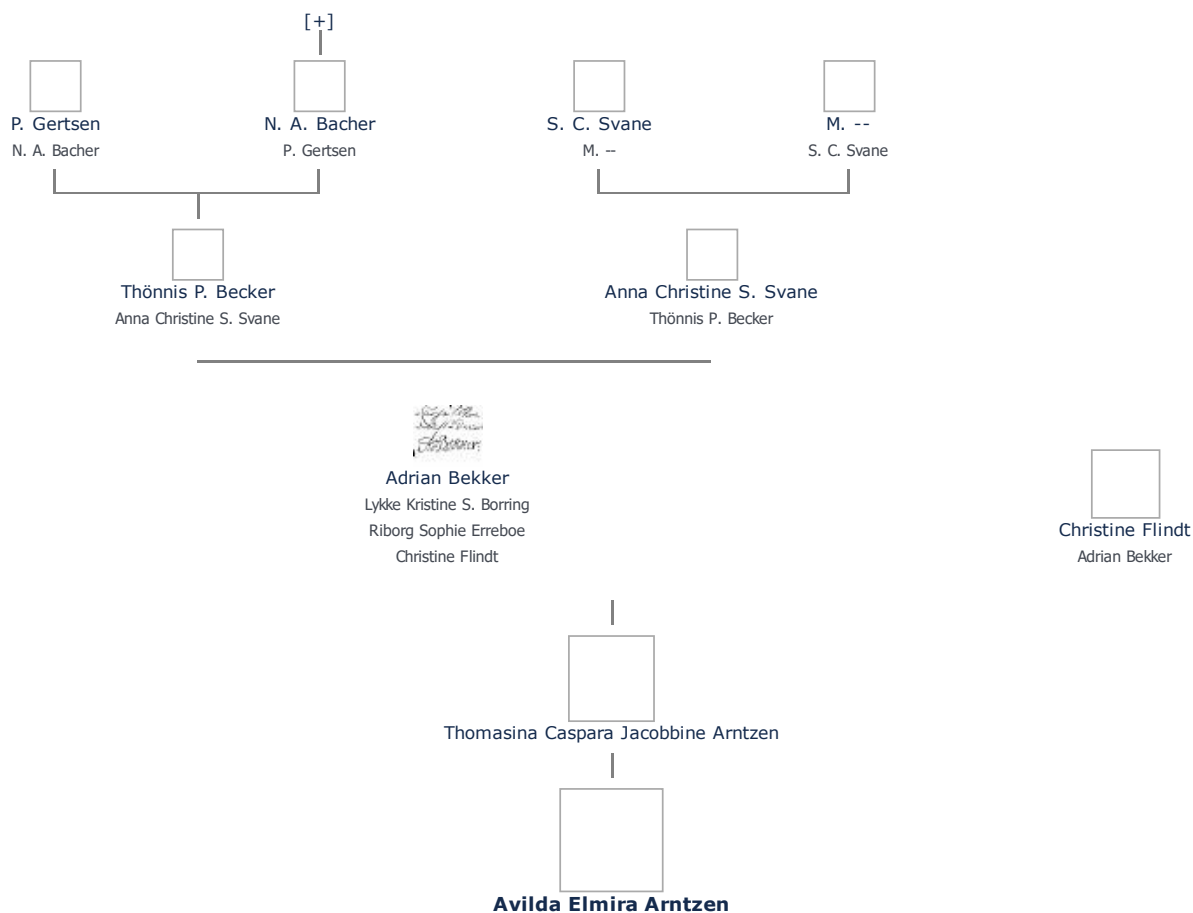 [+]
P. Gertsen
N. A. Bacher
N. A. Bacher
P. Gertsen
S. C. Svane
M. --
M. --
S. C. Svane
Thönnis P. Becker
Anna Christine S. Svane
Anna Christine S. Svane
Thönnis P. Becker
Adrian Bekker
Lykke Kristine S. Borring
Riborg Sophie Erreboe
Christine Flindt
Christine Flindt
Adrian Bekker
Thomasina Caspara Jacobbine Arntzen
Avilda Elmira Arntzen